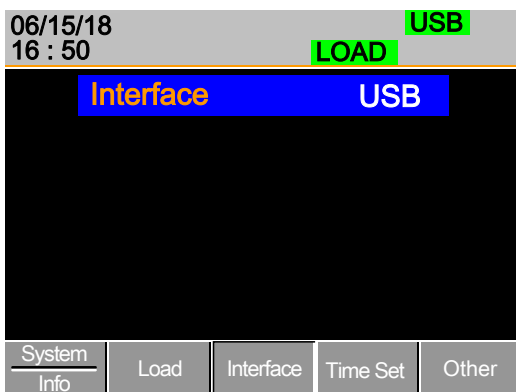 06/15/18 USB
16 : 50 LOAD
Interface USB
System Load Interface Time Set Other
Info